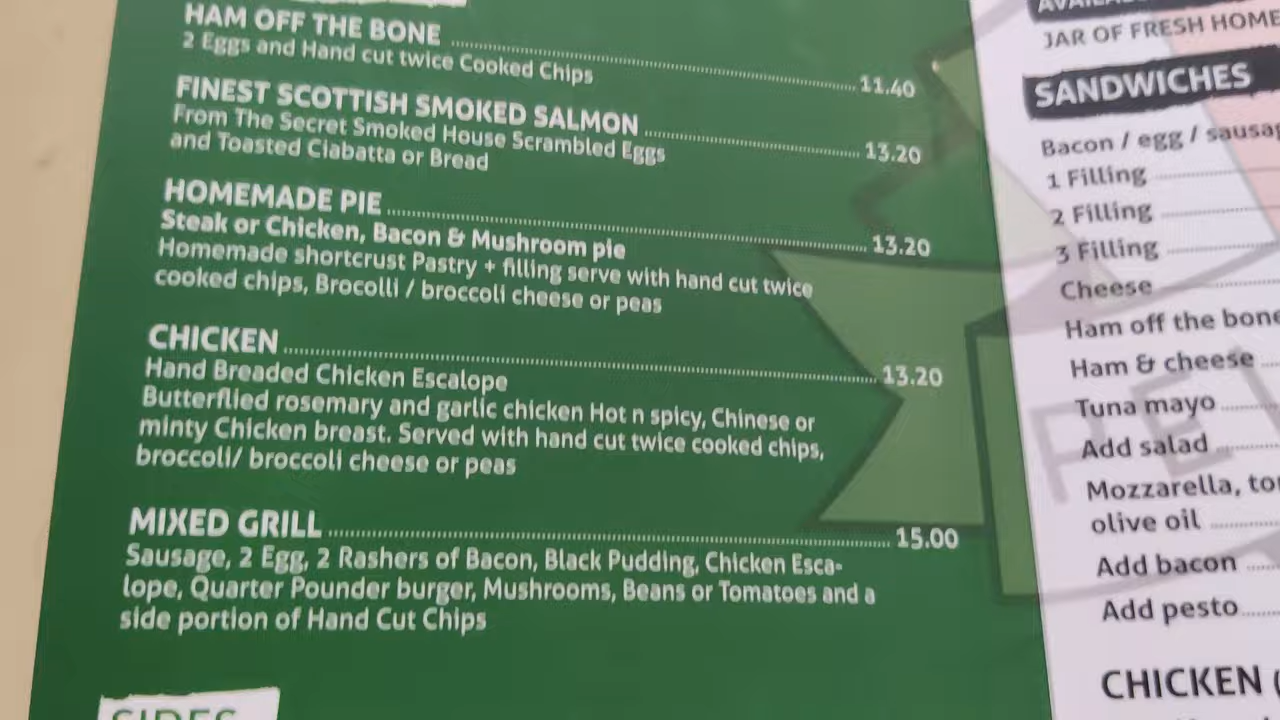 HAM OFF THE BONE 11.40
2 Eggs and Hand cut twice Cooked Chips
FINEST SCOTTISH SMOKED SALMON 13.20
From The Secret Smoked House Scrambled Eggs
and Toasted Ciabatta or Bread
HOMEMADE PIE 13.20
Steak or Chicken, Bacon & Mushroom pie
Homemade shortcrust Pastry + filling serve with hand cut twice
cooked chips, Brocolli / broccoli cheese or peas
CHICKEN 13.20
Hand Breaded Chicken Escalope
Butterflied rosemary and garlic chicken Hot n spicy, Chinese or
minty Chicken breast. Served with hand cut twice cooked chips,
broccoli/ broccoli cheese or peas
MIXED GRILL 15.00
Sausage, 2 Egg, 2 Rashers of Bacon, Black Pudding, Chicken Esca-
lope, Quarter Pounder burger, Mushrooms, Beans or Tomatoes and a
side portion of Hand Cut Chips
SIDES
JAR OF FRESH HOME
SANDWICHES
Bacon / egg / sausag
1 Filling
2 Filling
3 Filling
Cheese
Ham off the bone
Ham & cheese
Tuna mayo
Add salad
Mozzarella, to
olive oil
Add bacon
Add pesto
CHICKEN